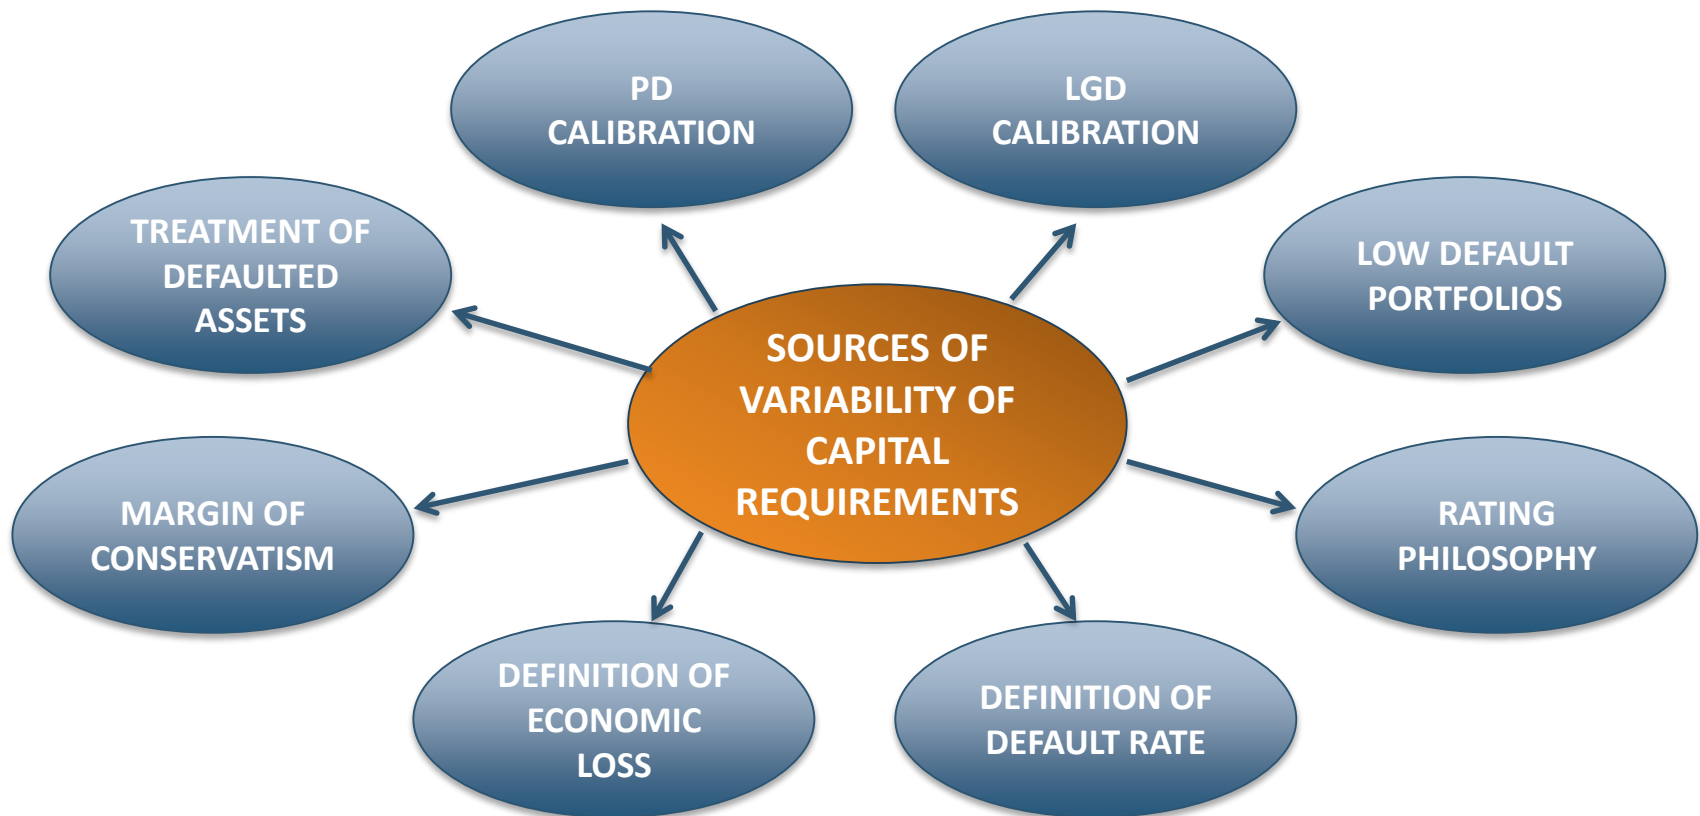 PD
CALIBRATION
LGD
CALIBRATION
TREATMENT OF
DEFAULTED
ASSETS
LOW DEFAULT
PORTFOLIOS
SOURCES OF
VARIABILITY OF
CAPITAL
REQUIREMENTS
MARGIN OF
CONSERVATISM
RATING
PHILOSOPHY
DEFINITION OF
ECONOMIC
LOSS
DEFINITION OF
DEFAULT RATE